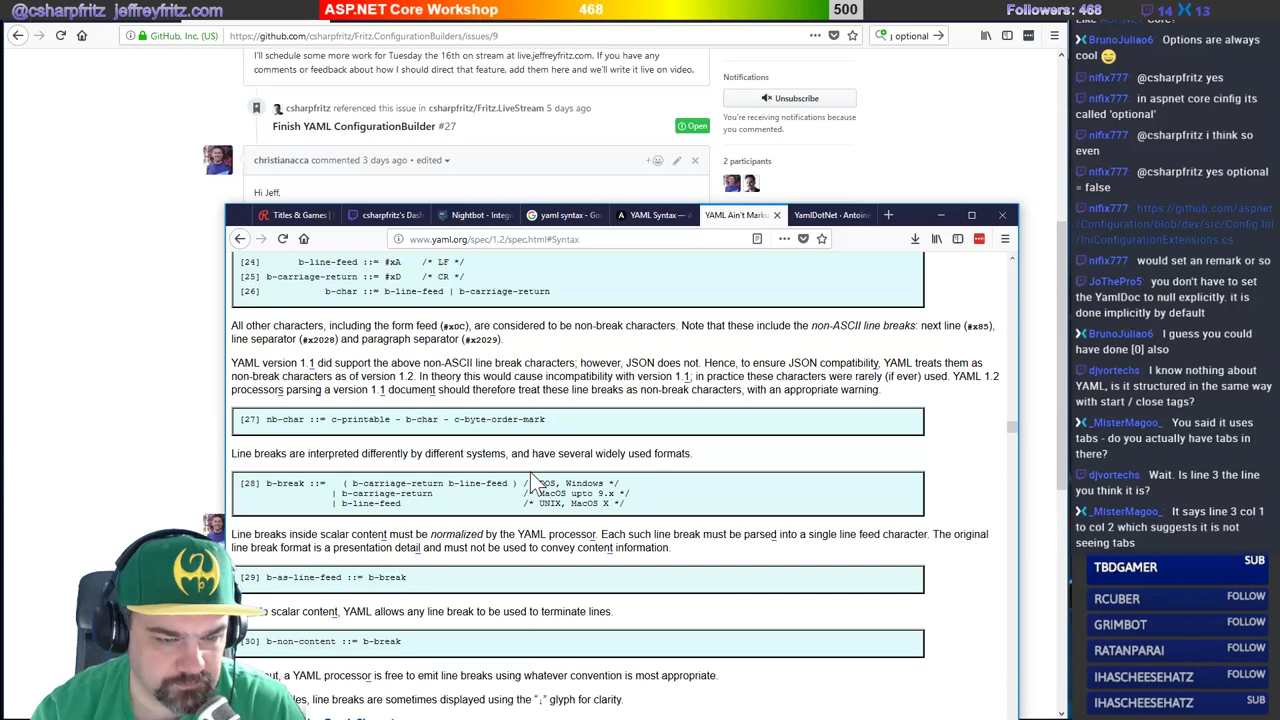 @csharpfritz jeffreyfritz.com
ASP.NET Core Workshop
468
500
Followers: 468
14
13
GitHub, Inc. (US)
https://github.com/csharpfritz/Fritz.ConfigurationBuilders/issues/9
optional
I'll schedule some more work for Tuesday the 16th on stream at live.jeffreyfritz.com. If you have any
comments or feedback about how I should direct that feature, add them here and we'll write it live on video.
csharpfritz referenced this issue in csharpfritz/Fritz.LiveStream 5 days ago
Finish YAML ConfigurationBuilder #27
Open
christianacca commented 3 days ago • edited
Hi Jeff,
Notifications
Unsubscribe
You're receiving notifications because
you commented.
2 participants
Titles & Games
csharpfritz's Dash
Nightbot - Integ
yaml syntax - Go
YAML Syntax —
YAML Ain't Mark
YamlDotNet - Antoine
www.yaml.org/spec/1.2/spec.html#Syntax
[24] b-line-feed ::= #xA /* LF */
[25] b-carriage-return ::= #xD /* CR */
[26] b-char ::= b-line-feed | b-carriage-return
All other characters, including the form feed (#x0C), are considered to be non-break characters. Note that these include the non-ASCII line breaks: next line (#x85),
line separator (#x2028) and paragraph separator (#x2029).
YAML version 1.1 did support the above non-ASCII line break characters; however, JSON does not. Hence, to ensure JSON compatibility, YAML treats them as
non-break characters as of version 1.2. In theory this would cause incompatibility with version 1.1; in practice these characters were rarely (if ever) used. YAML 1.2
processors parsing a version 1.1 document should therefore treat these line breaks as non-break characters, with an appropriate warning.
[27] nb-char ::= c-printable - b-char - c-byte-order-mark
Line breaks are interpreted differently by different systems, and have several widely used formats.
[28] b-break ::= ( b-carriage-return b-line-feed ) /* DOS, Windows */
| b-carriage-return /* MacOS upto 9.x */
| b-line-feed /* UNIX, MacOS X */
Line breaks inside scalar content must be normalized by the YAML processor. Each such line break must be parsed into a single line feed character. The original
line break format is a presentation detail and must not be used to convey content information.
[29] b-as-line-feed ::= b-break
scalar content, YAML allows any line break to be used to terminate lines.
[30] b-non-content ::= b-break
a YAML processor is free to emit line breaks using whatever convention is most appropriate.
line breaks are sometimes displayed using the “↓” glyph for clarity.
like ASP.NET Core?
BrunoJuliao6 Options are always
cool
nifix777 @csharpfritz yes
nifix777 in aspnet core cinfig its
called 'optional'
nifix777 @csharpfritz i think so
even
nifix777 @csharpfritz yes optional
= false
https://github.com/aspnet
/Configuration/blob/dev/src/Config.Ini/
IniConfigurationExtensions.cs
nifix777 would set an remark or so
JoThePro5 you don't have to set
the YamlDoc to null explicitly. it is
done implicitly by default
BrunoJuliao6 I guess you could
have done [0] also
djvortechs I know nothing about
YAML, is it structured in the same way
with start / close tags?
_MisterMagoo_ You said it uses
tabs - do you actually have tabs in
there?
djvortechs Wait. Is line 3 the line
you think it is?
_MisterMagoo_ It says line 3 col 1
to col 2 which suggests it is not
seeing tabs
TBDGAMER SUB
RCUBER FOLLOW
GRIMBOT FOLLOW
RATANPARAI FOLLOW
IHASCHEESEHATZ FOLLOW
IHASCHEESEHATZ SUB